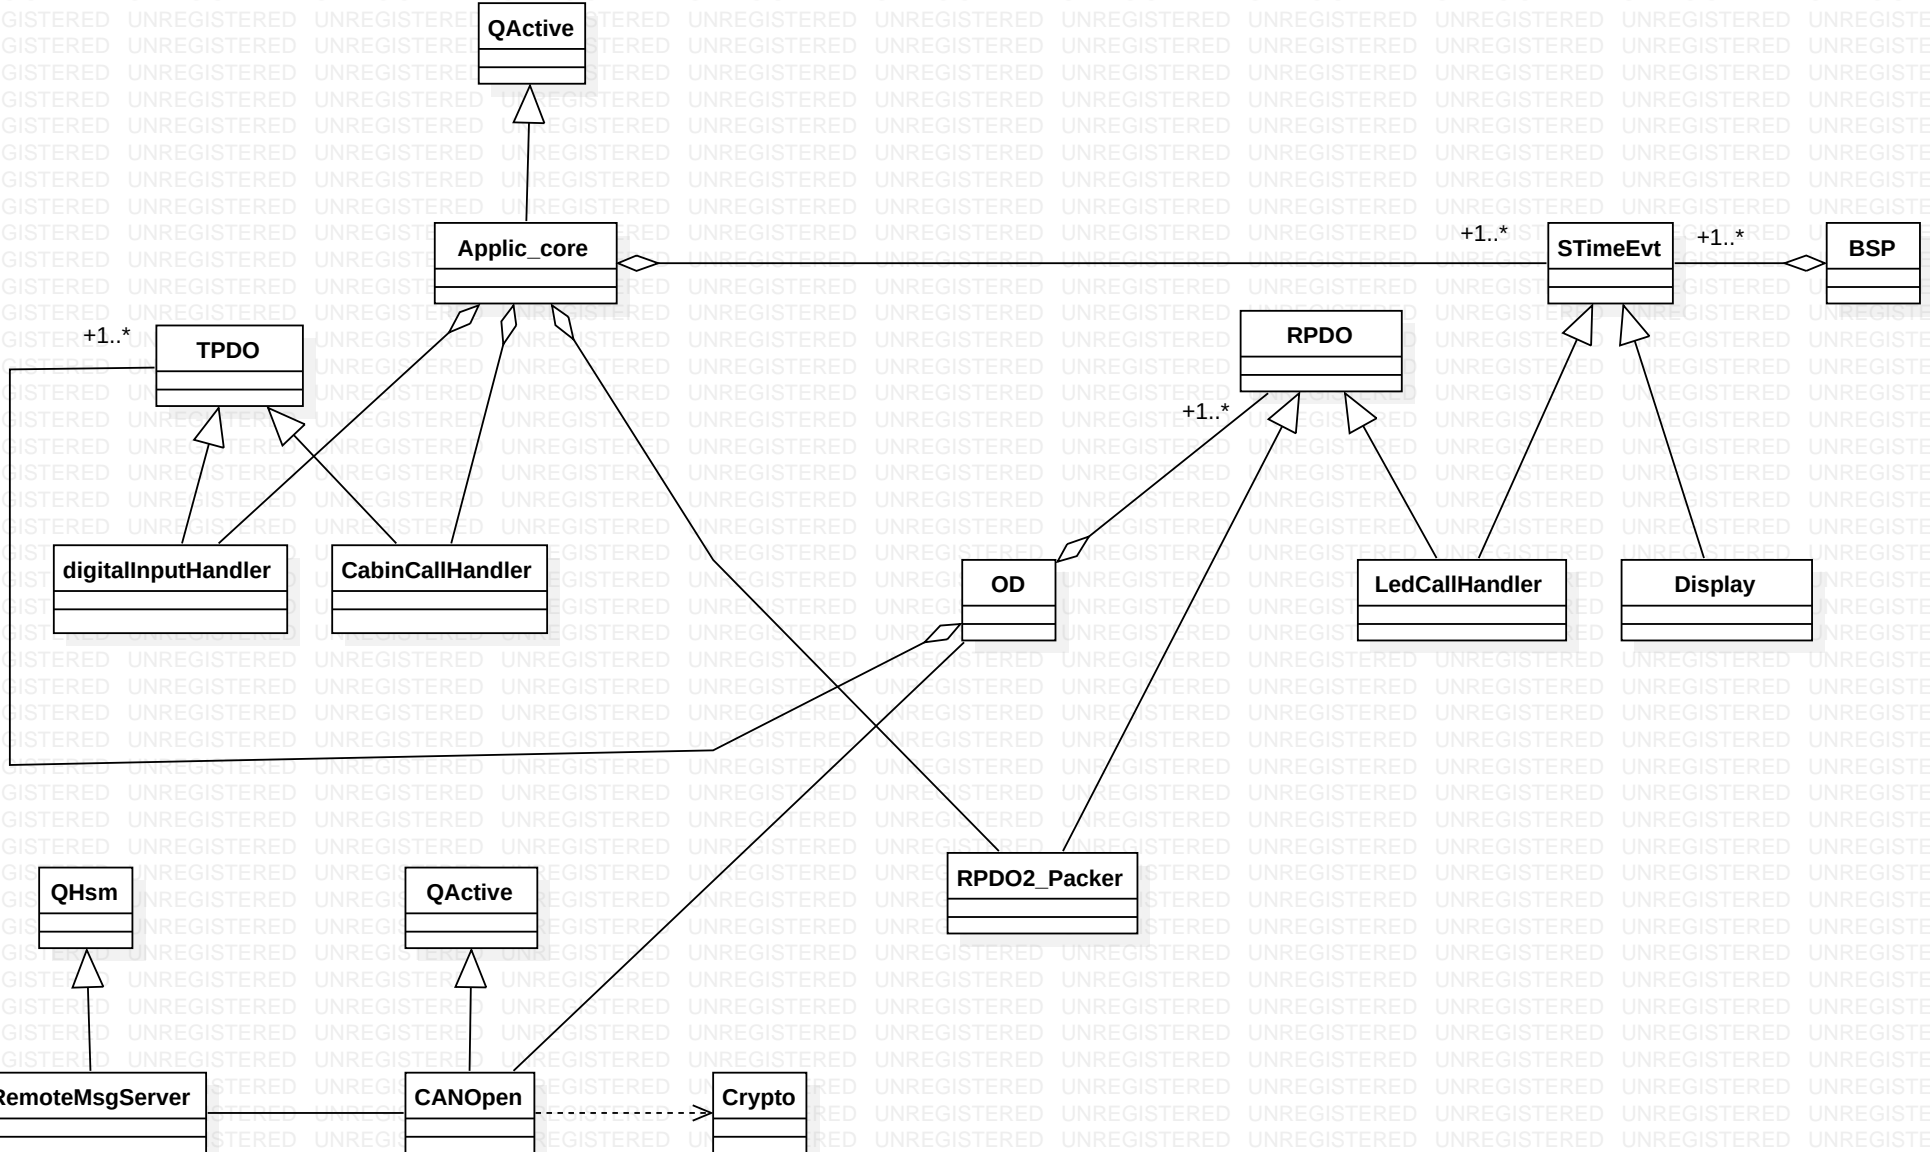 QActive
Applic_core
+1..*
STimeEvt
+1..*
BSP
+1..*
TPDO
RPDO
+1..*
digitalInputHandler
CabinCallHandler
OD
LedCallHandler
Display
RPDO2_Packer
QHsm
QActive
RemoteMsgServer
CANOpen
Crypto
UNREGISTERED